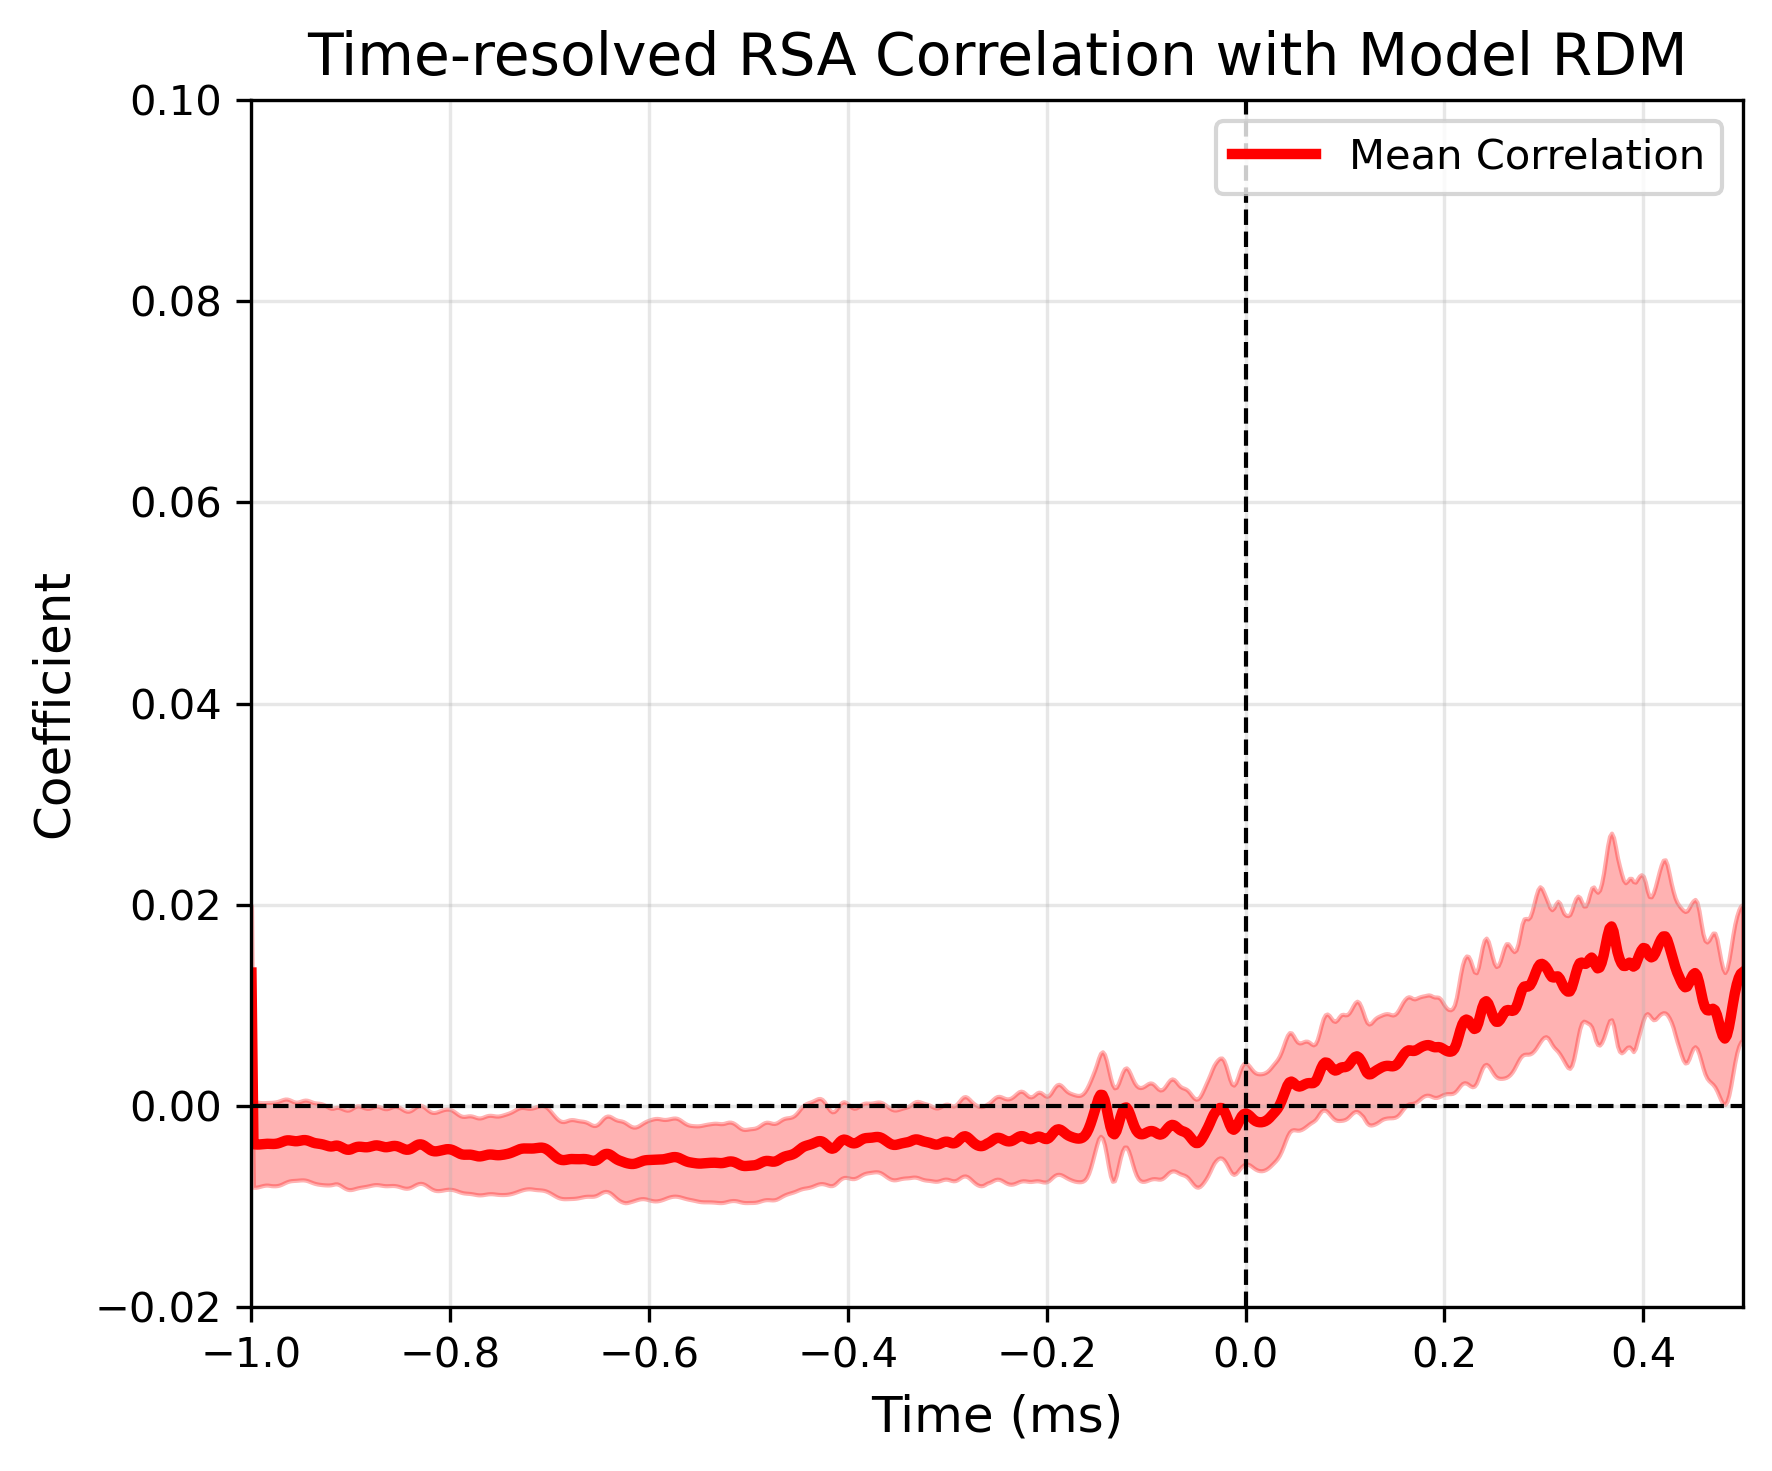 Time-resolved RSA Correlation with Model RDM
Mean Correlation
0.10
0.08
0.06
0.04
0.02
0.00
−0.02
Coefficient
−1.0 −0.8 −0.6 −0.4 −0.2 0.0 0.2 0.4
Time (ms)